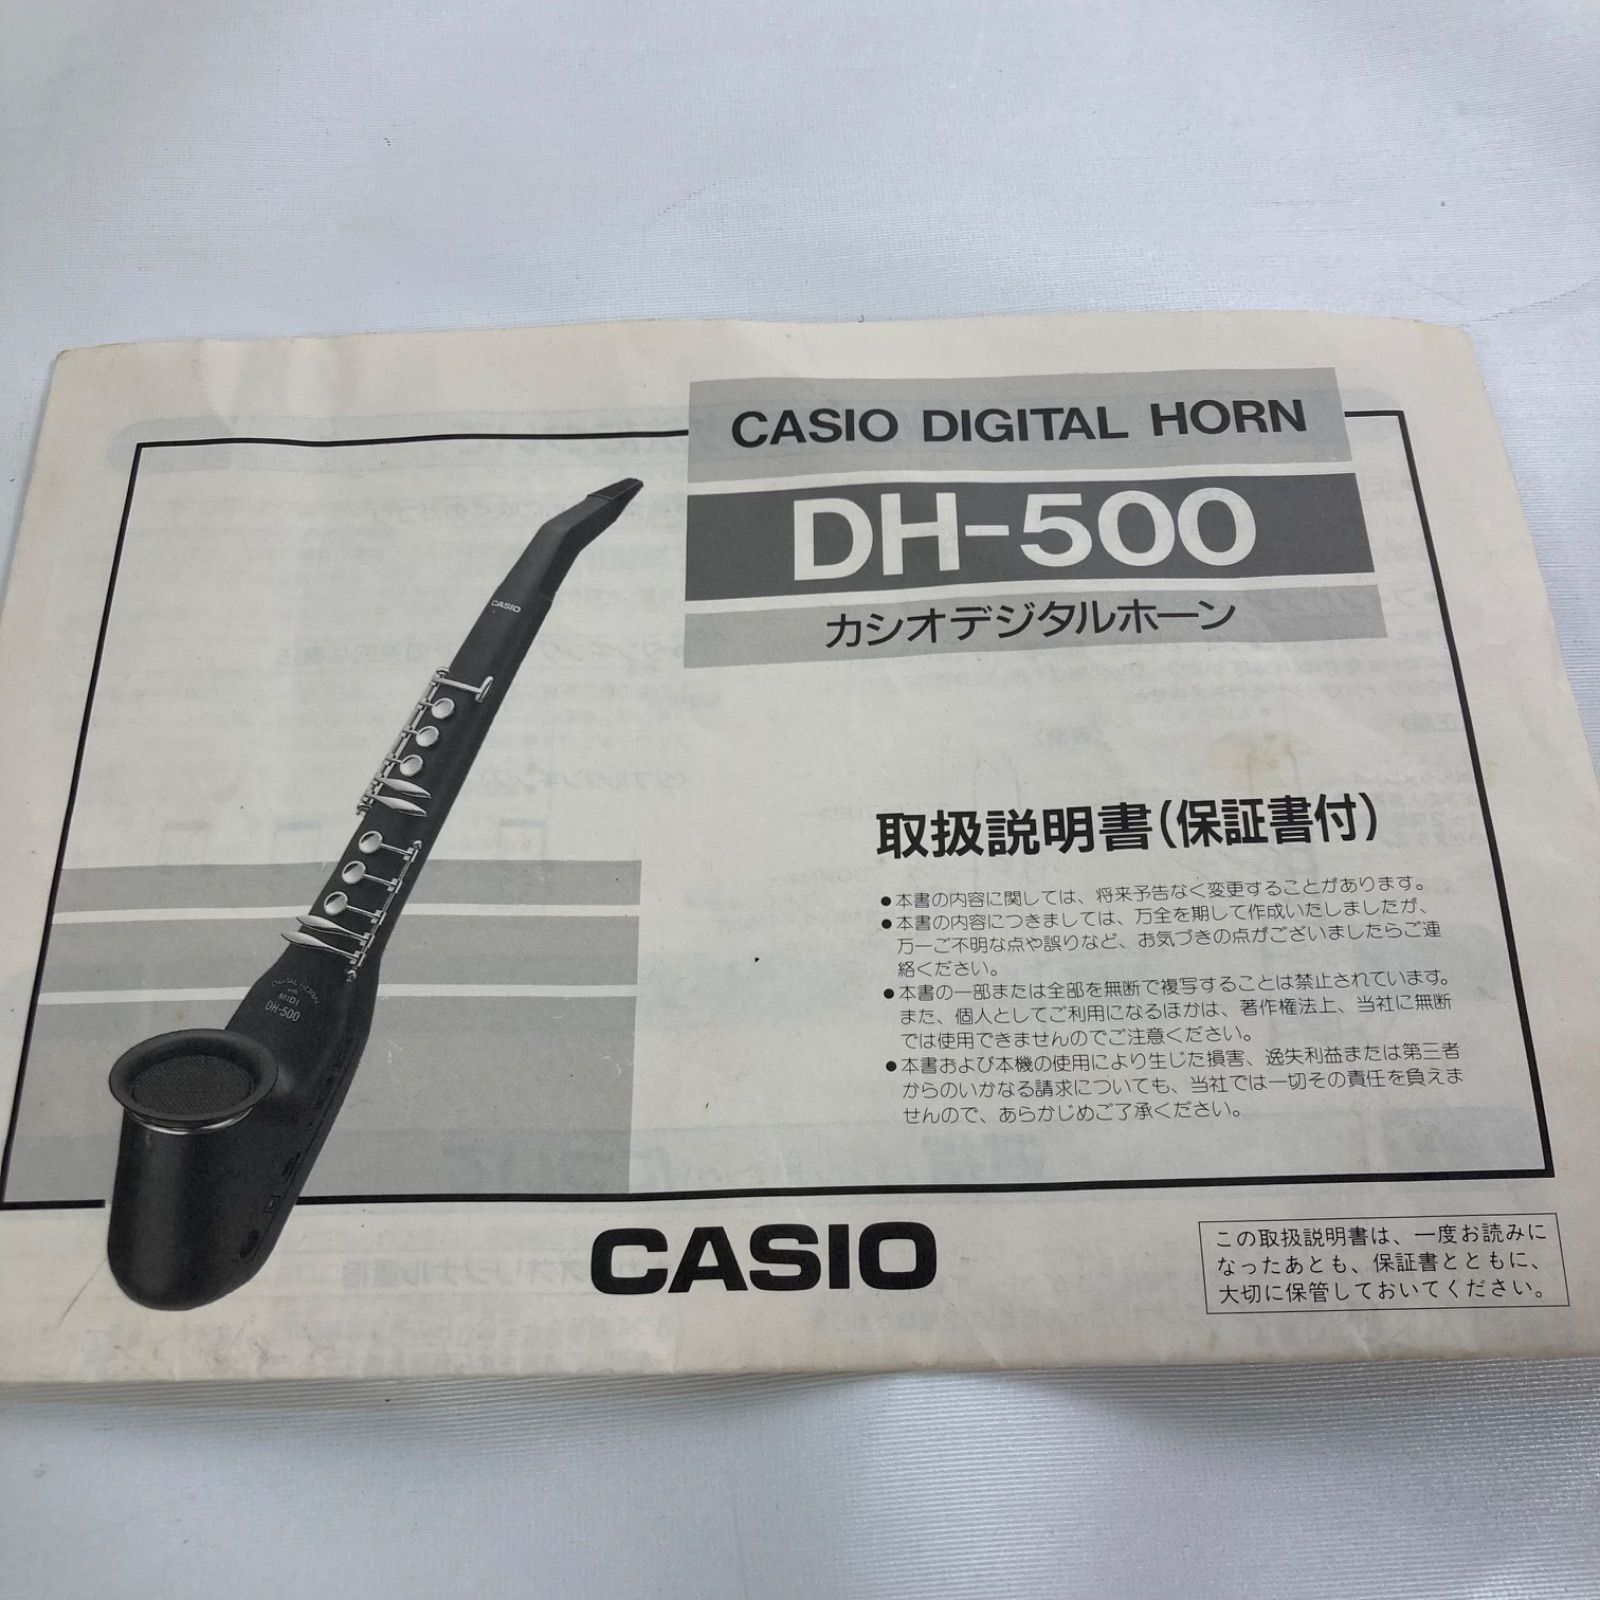 CASIO DIGITAL HORN
DH-500
カシオデジタルホーン
CASIO
DIGITAL HORN
with
MIDI
DH-500
取扱説明書(保証書付)
●本書の内容に関しては、将来予告なく変更することがあります。
●本書の内容につきましては、万全を期して作成いたしましたが、
万一ご不明な点や誤りなど、お気づきの点がございましたらご連
絡ください。
●本書の一部または全部を無断で複写することは禁止されています。
また、個人としてご利用になるほかは、著作権法上、当社に無断
では使用できませんのでご注意ください。
●本書および本機の使用により生じた損害、逸失利益または第三者
からのいかなる請求についても、当社では一切その責任を負えま
せんので、あらかじめご了承ください。
CASIO
この取扱説明書は、一度お読みに
なったあとも、保証書とともに、
大切に保管しておいてください。